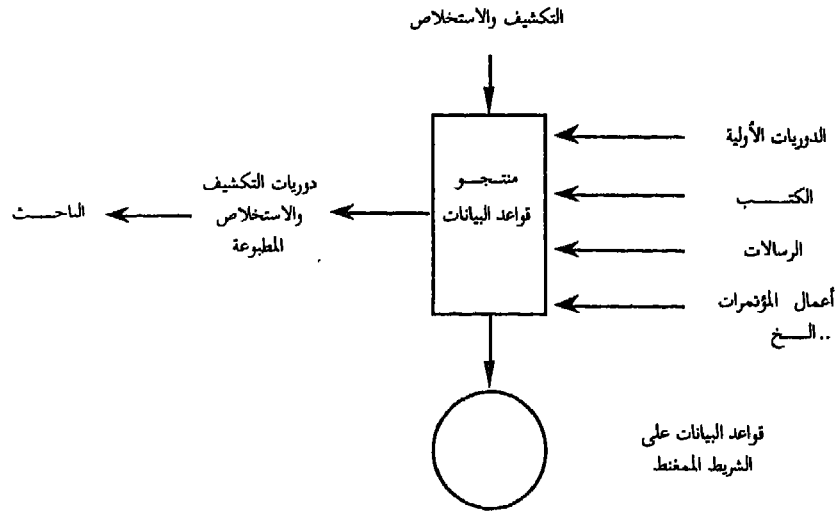 التكشيف والاستخلاص
الدوريات الأولية
الكتب
الرسالات
أعمال المؤتمرات
..الخ
منتجو
قواعد البيانات
دوريات التكشيف
والاستخلاص
المطبوعة
الباحث
قواعد البيانات على
الشريط الممغنط